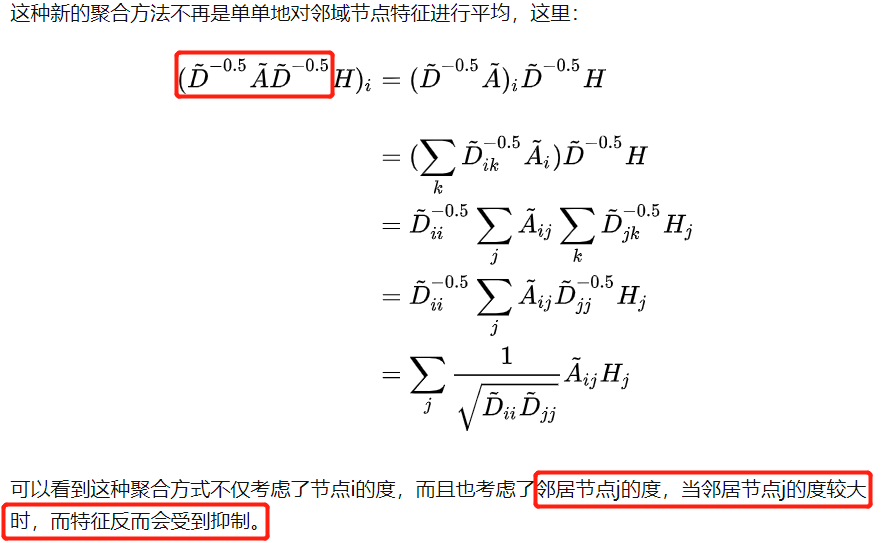 这种新的聚合方法不再是单单地对邻域节点特征进行平均，这里：
(D̃^{-0.5} Ã D̃^{-0.5} H)_i = (D̃^{-0.5} Ã)_i D̃^{-0.5} H
= (∑_k D̃_{ik}^{-0.5} Ã_i) D̃^{-0.5} H
= D̃_{ii}^{-0.5} ∑_j Ã_{ij} ∑_k D̃_{jk}^{-0.5} H_j
= D̃_{ii}^{-0.5} ∑_j Ã_{ij} D̃_{jj}^{-0.5} H_j
= ∑_j \frac{1}{\sqrt{D̃_{ii} D̃_{jj}}} Ã_{ij} H_j
可以看到这种聚合方式不仅考虑了节点i的度，而且也考虑了邻居节点j的度，当邻居节点j的度较大
时，而特征反而会受到抑制。